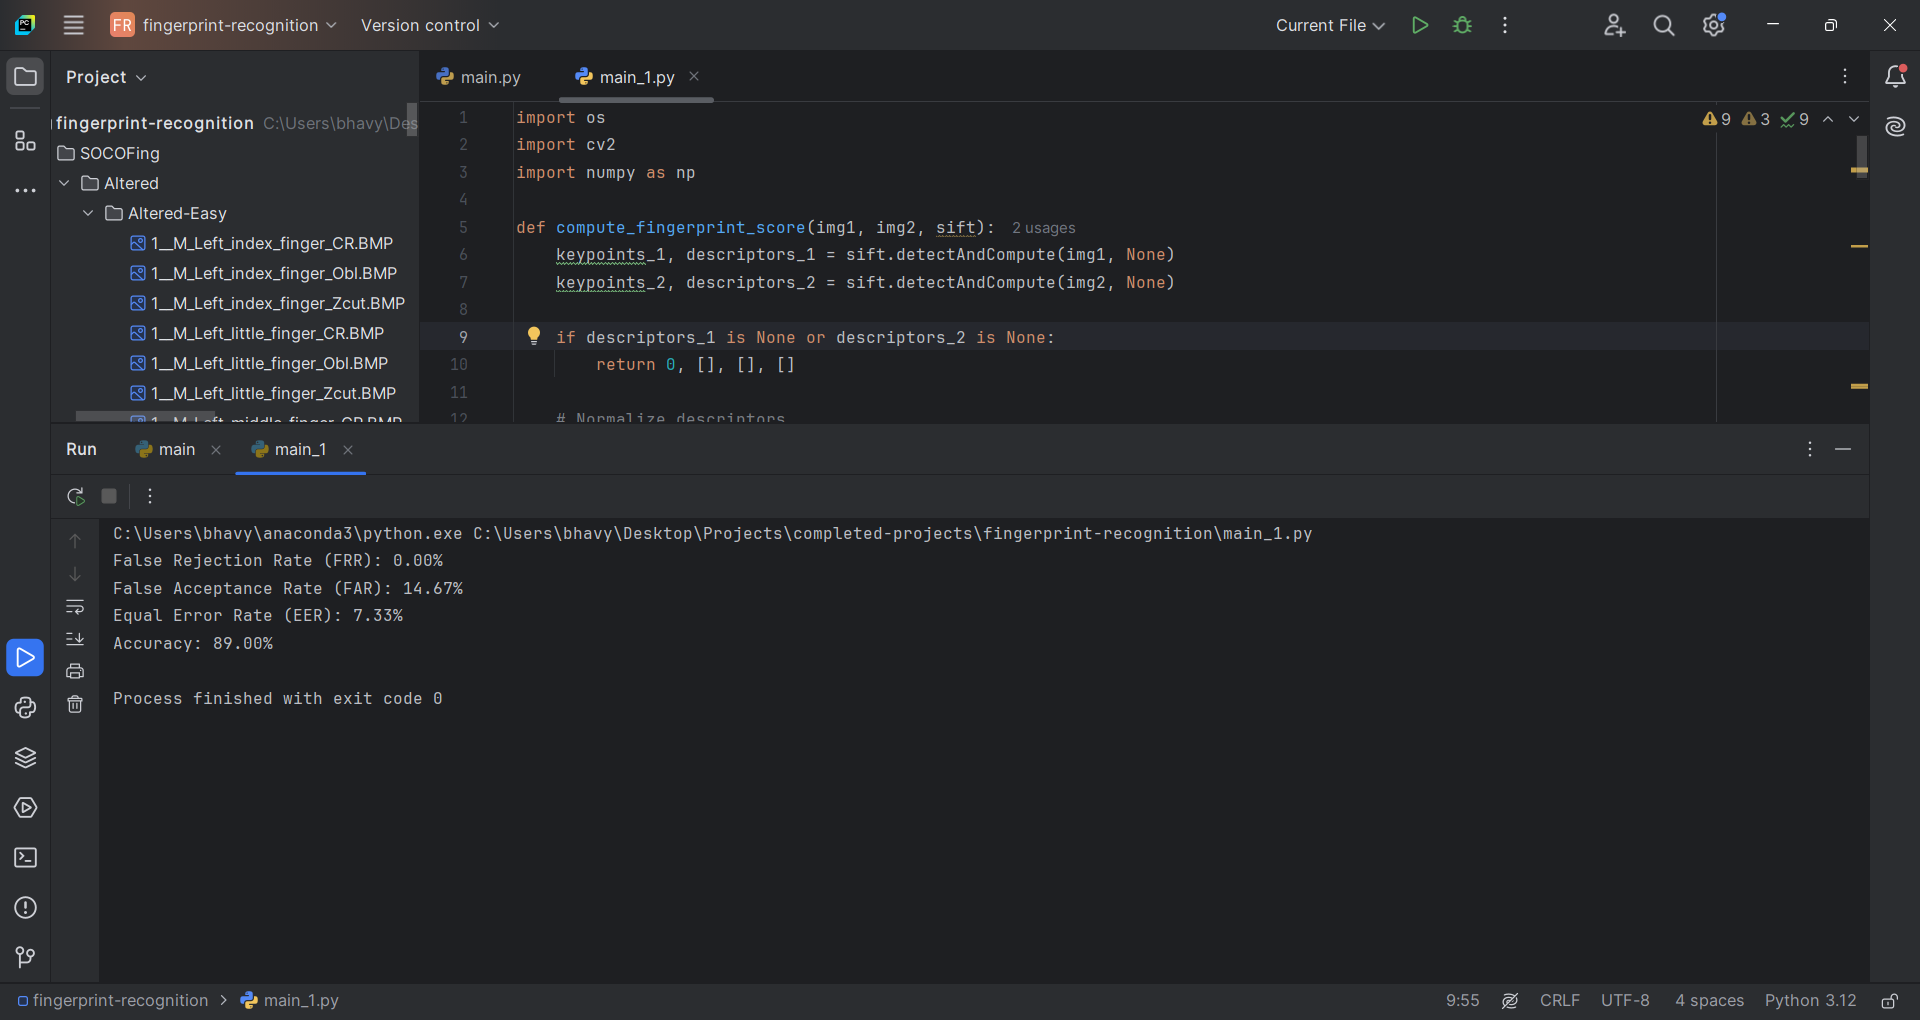 FR fingerprint-recognition Version control Current File
Project
main.py main_1.py
fingerprint-recognition C:\Users\bhavy\Des
SOCOFing
Altered
Altered-Easy
1__M_Left_index_finger_CR.BMP
1__M_Left_index_finger_Obl.BMP
1__M_Left_index_finger_Zcut.BMP
1__M_Left_little_finger_CR.BMP
1__M_Left_little_finger_Obl.BMP
1__M_Left_little_finger_Zcut.BMP
1__M_Left_middle_finger_CR.BMP
9 3 9
1 import os
2 import cv2
3 import numpy as np
4
5 def compute_fingerprint_score(img1, img2, sift): 2 usages
6 keypoints_1, descriptors_1 = sift.detectAndCompute(img1, None)
7 keypoints_2, descriptors_2 = sift.detectAndCompute(img2, None)
8
9 if descriptors_1 is None or descriptors_2 is None:
10 return 0, [], [], []
11
12 # Normalize descriptors
Run main main_1
C:\Users\bhavy\anaconda3\python.exe C:\Users\bhavy\Desktop\Projects\completed-projects\fingerprint-recognition\main_1.py
False Rejection Rate (FRR): 0.00%
False Acceptance Rate (FAR): 14.67%
Equal Error Rate (EER): 7.33%
Accuracy: 89.00%
Process finished with exit code 0
fingerprint-recognition > main_1.py 9:55 CRLF UTF-8 4 spaces Python 3.12